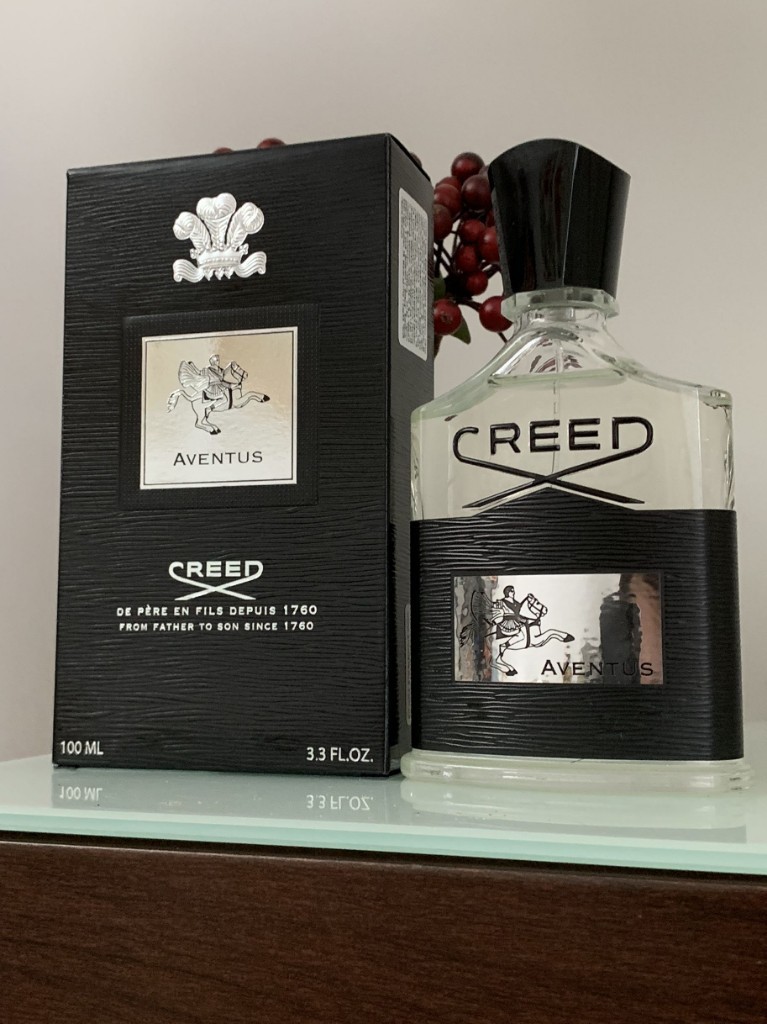 AVENTUS
CREED
DE PÈRE EN FILS DEPUIS 1760
FROM FATHER TO SON SINCE 1760
100 ML
3.3 FL.OZ.
CREED
AVENTUS